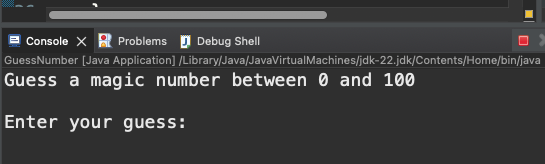 Console Problems Debug Shell
GuessNumber [Java Application] /Library/Java/JavaVirtualMachines/jdk-22.jdk/Contents/Home/bin/java
Guess a magic number between 0 and 100
Enter your guess: